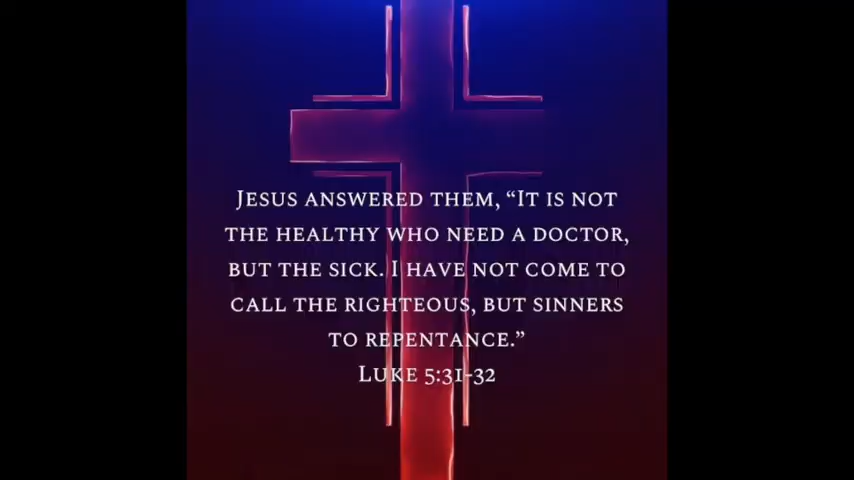 Jesus answered them, “It is not
the healthy who need a doctor,
but the sick. I have not come to
call the righteous, but sinners
to repentance.”
Luke 5:31-32